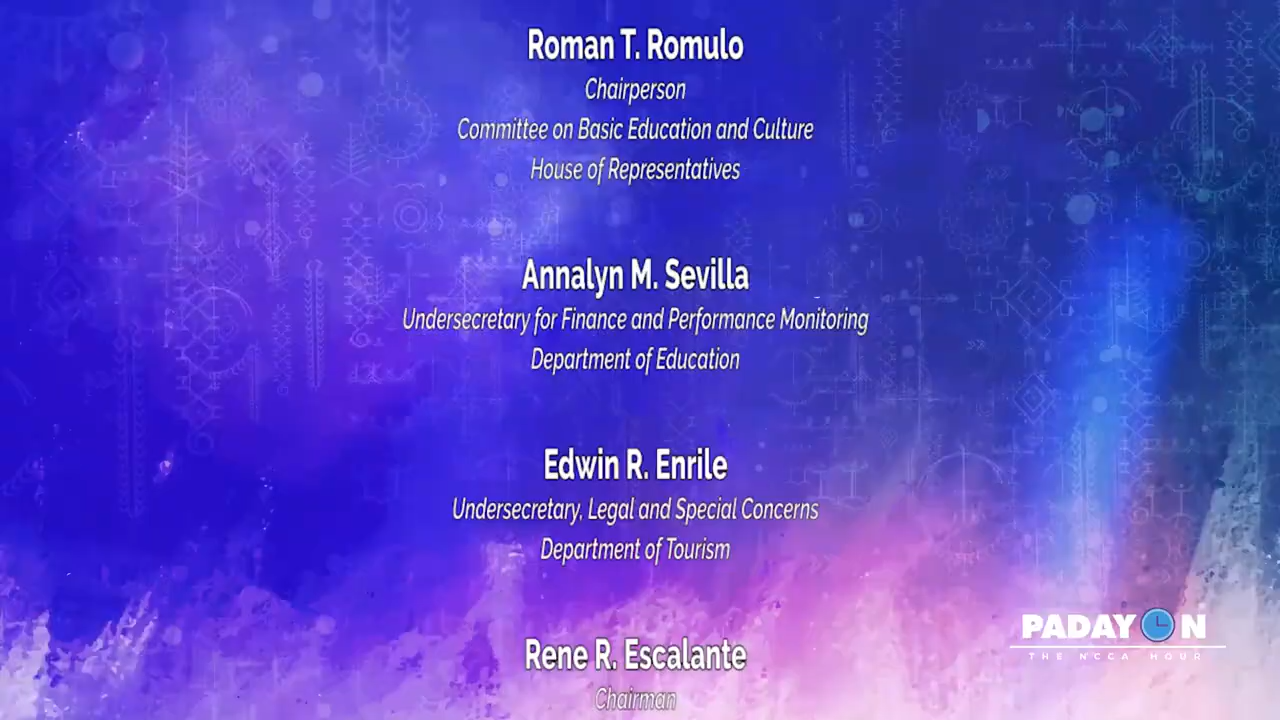 Roman T. Romulo
Chairperson
Committee on Basic Education and Culture
House of Representatives
Annalyn M. Sevilla
Undersecretary for Finance and Performance Monitoring
Department of Education
Edwin R. Enrile
Undersecretary, Legal and Special Concerns
Department of Tourism
Rene R. Escalante
Chairman
PADAYON
THE NCCA HOUR